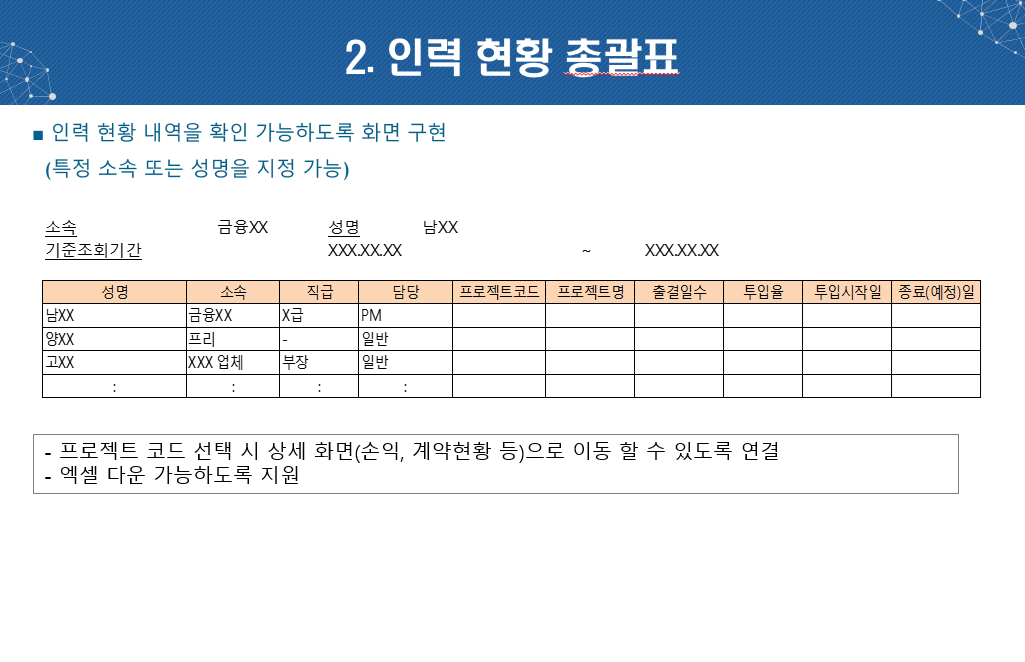 2. 인력 현황 총괄표
■ 인력 현황 내역을 확인 가능하도록 화면 구현
(특정 소속 또는 성명을 지정 가능)
소속 금융XX 성명 남XX
기준조회기간 XXX.XX.XX ~ XXX.XX.XX
성명 소속 직급 담당 프로젝트코드 프로젝트명 출결일수 투입율 투입시작일 종료(예정)일
남XX 금융XX X급 PM
양XX 프리 - 일반
고XX XXX 업체 부장 일반
: : : :
- 프로젝트 코드 선택 시 상세 화면(손익, 계약현황 등)으로 이동 할 수 있도록 연결
- 엑셀 다운 가능하도록 지원